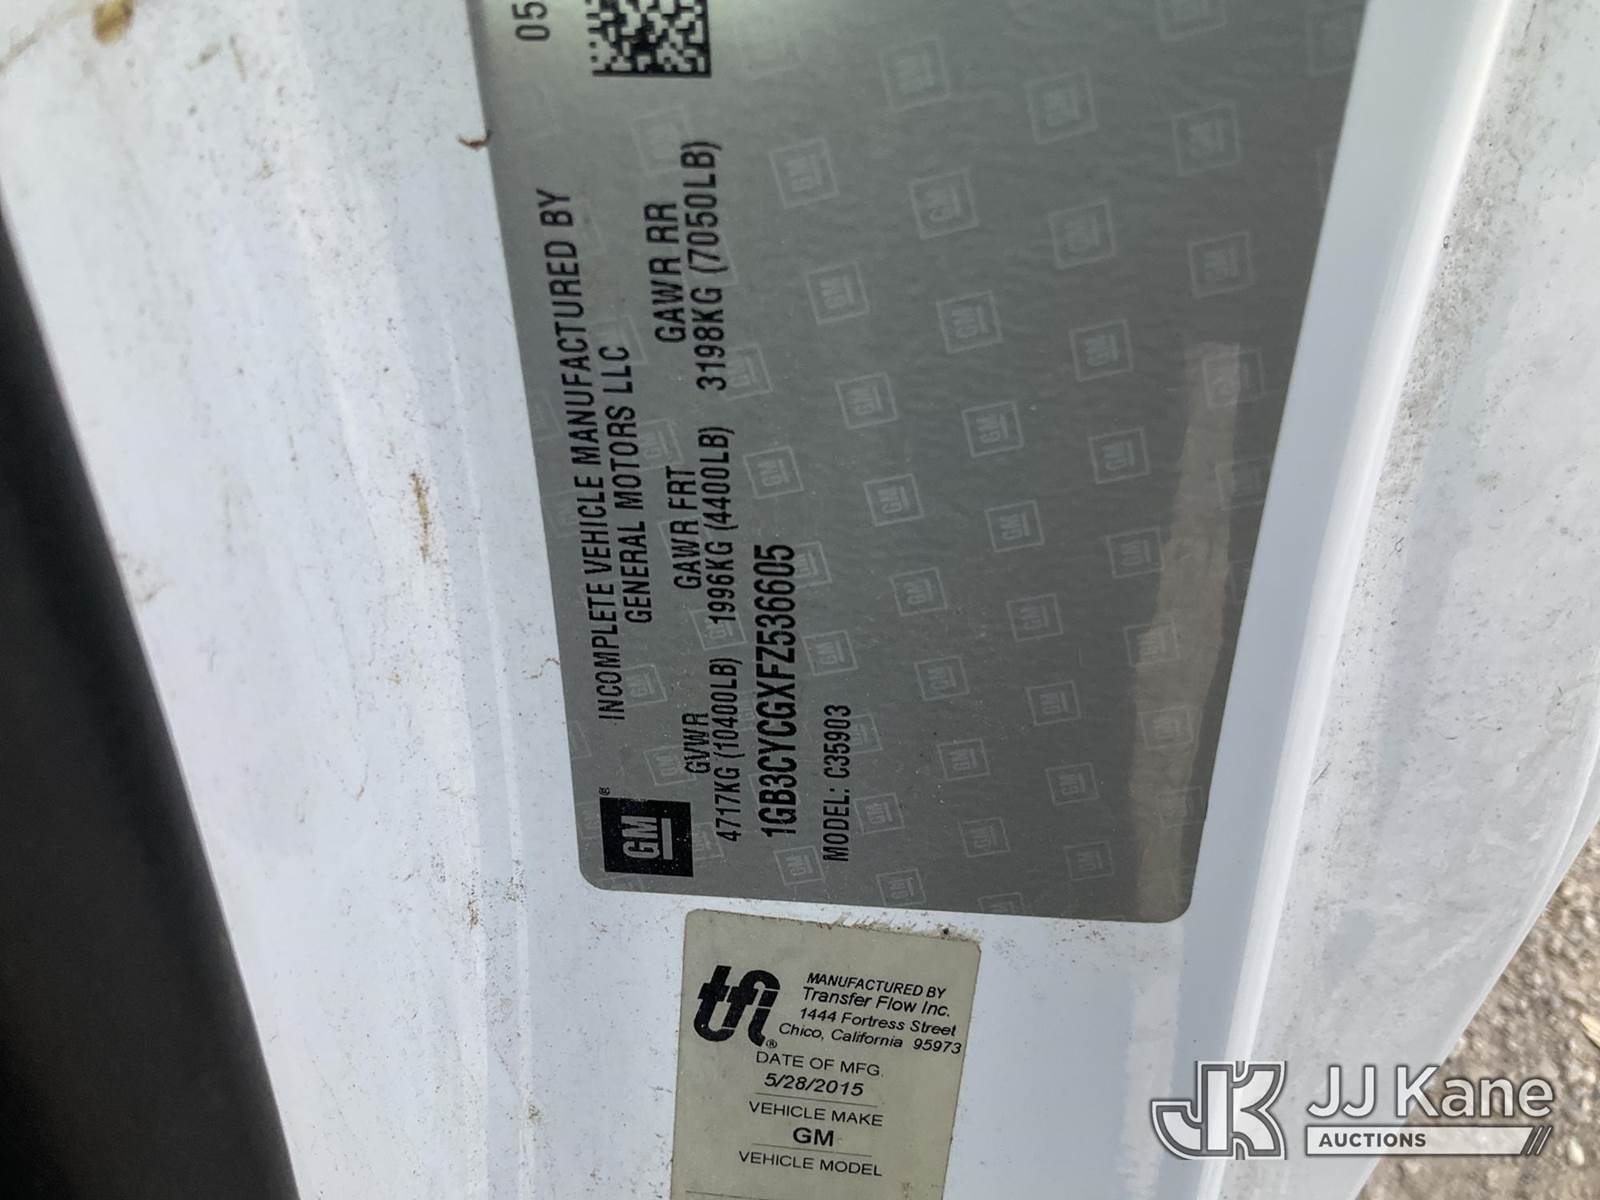 05
INCOMPLETE VEHICLE MANUFACTURED BY
GENERAL MOTORS LLC
GM®
GVWR GAWR FRT GAWR RR
4717KG (10400LB) 1996KG (4400LB) 3198KG (7050LB)
1GB3CYCGXFZ536605
MODEL: C35903
tfi®
MANUFACTURED BY
Transfer Flow Inc.
1444 Fortress Street
Chico, California 95973
DATE OF MFG.
5/28/2015
VEHICLE MAKE
GM
VEHICLE MODEL
JK JJ Kane
AUCTIONS